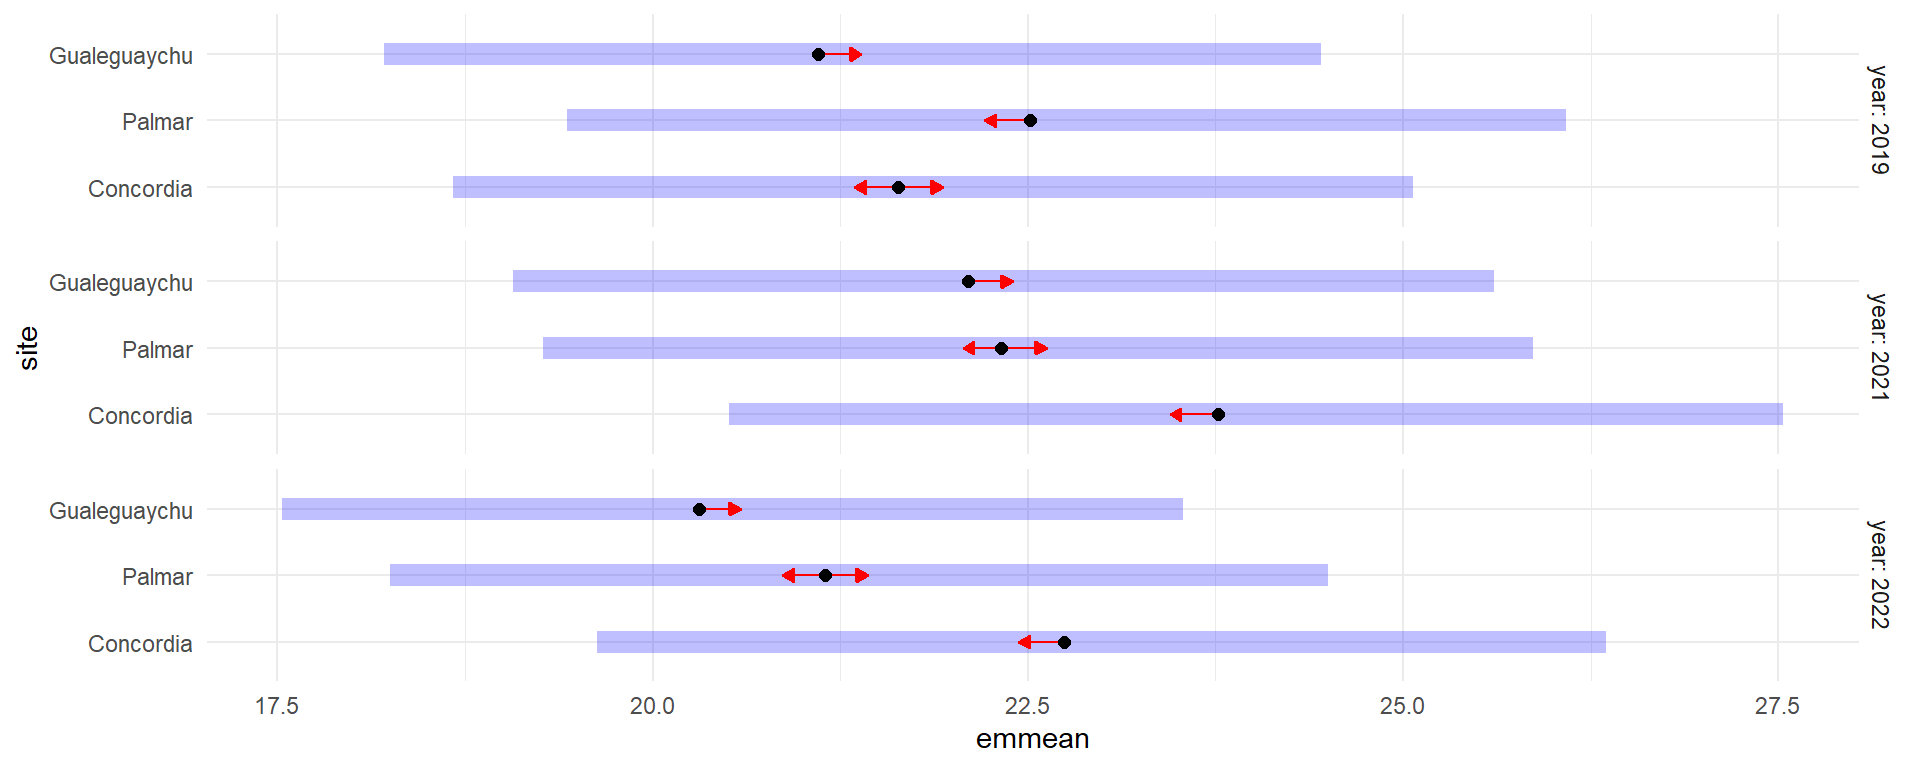 Gualeguaychu
Palmar
Concordia
year: 2019
Gualeguaychu
Palmar
Concordia
year: 2021
Gualeguaychu
Palmar
Concordia
year: 2022
site
17.5 20.0 22.5 25.0 27.5
emmean